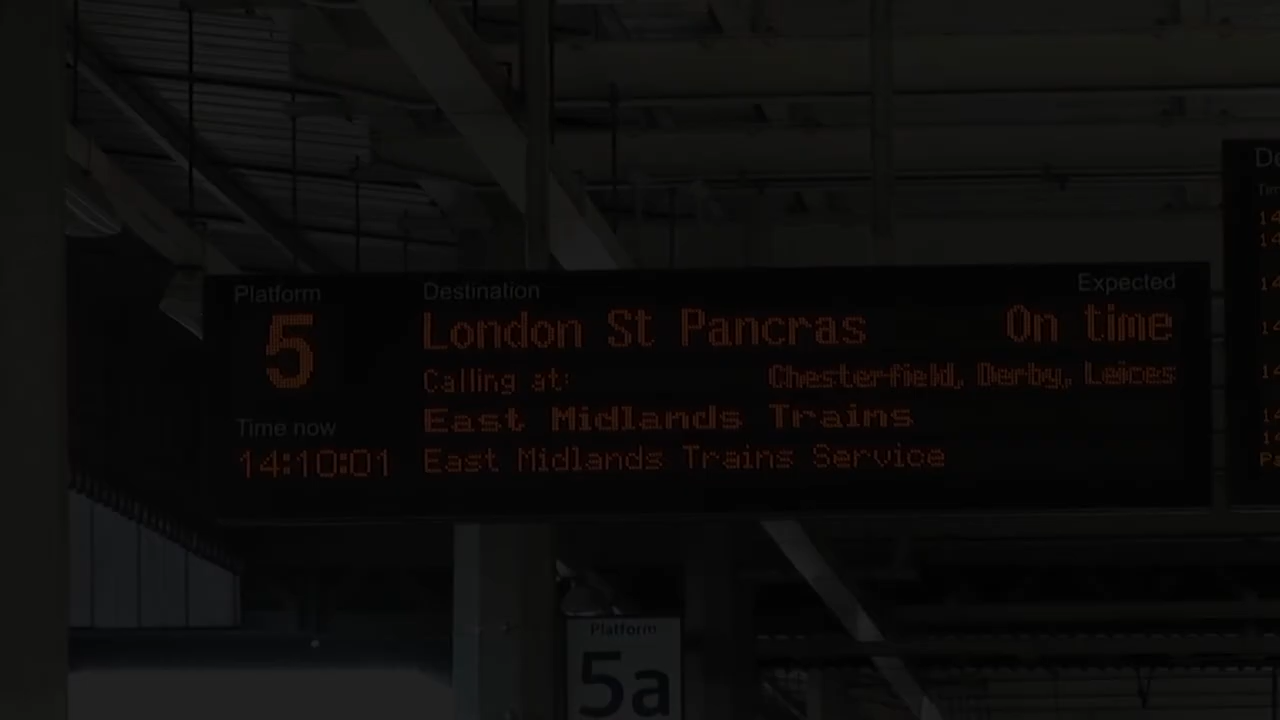 Platform
5
Time now
14:10:01
Destination
Expected
London St Pancras On time
Calling at: Chesterfield, Derby, Leices
East Midlands Trains
East Midlands Trains Service
Platform
5a